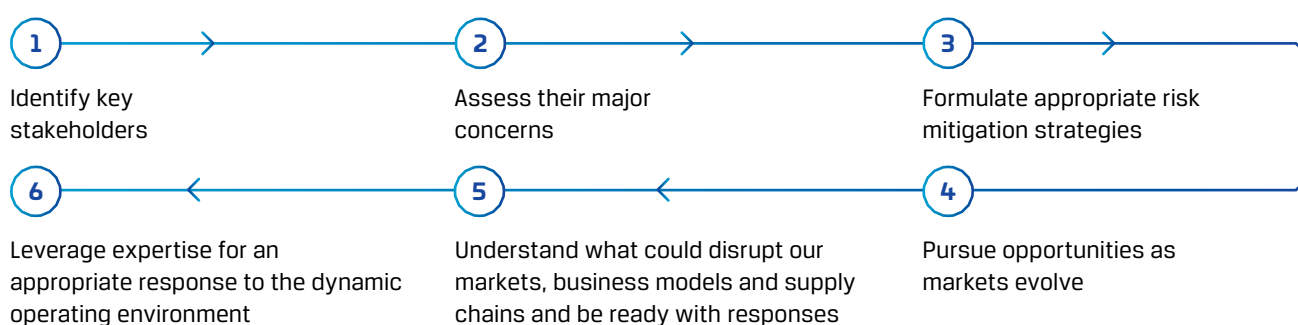 1
Identify key
stakeholders
2
Assess their major
concerns
3
Formulate appropriate risk
mitigation strategies
4
Pursue opportunities as
markets evolve
5
Understand what could disrupt our
markets, business models and supply
chains and be ready with responses
6
Leverage expertise for an
appropriate response to the dynamic
operating environment